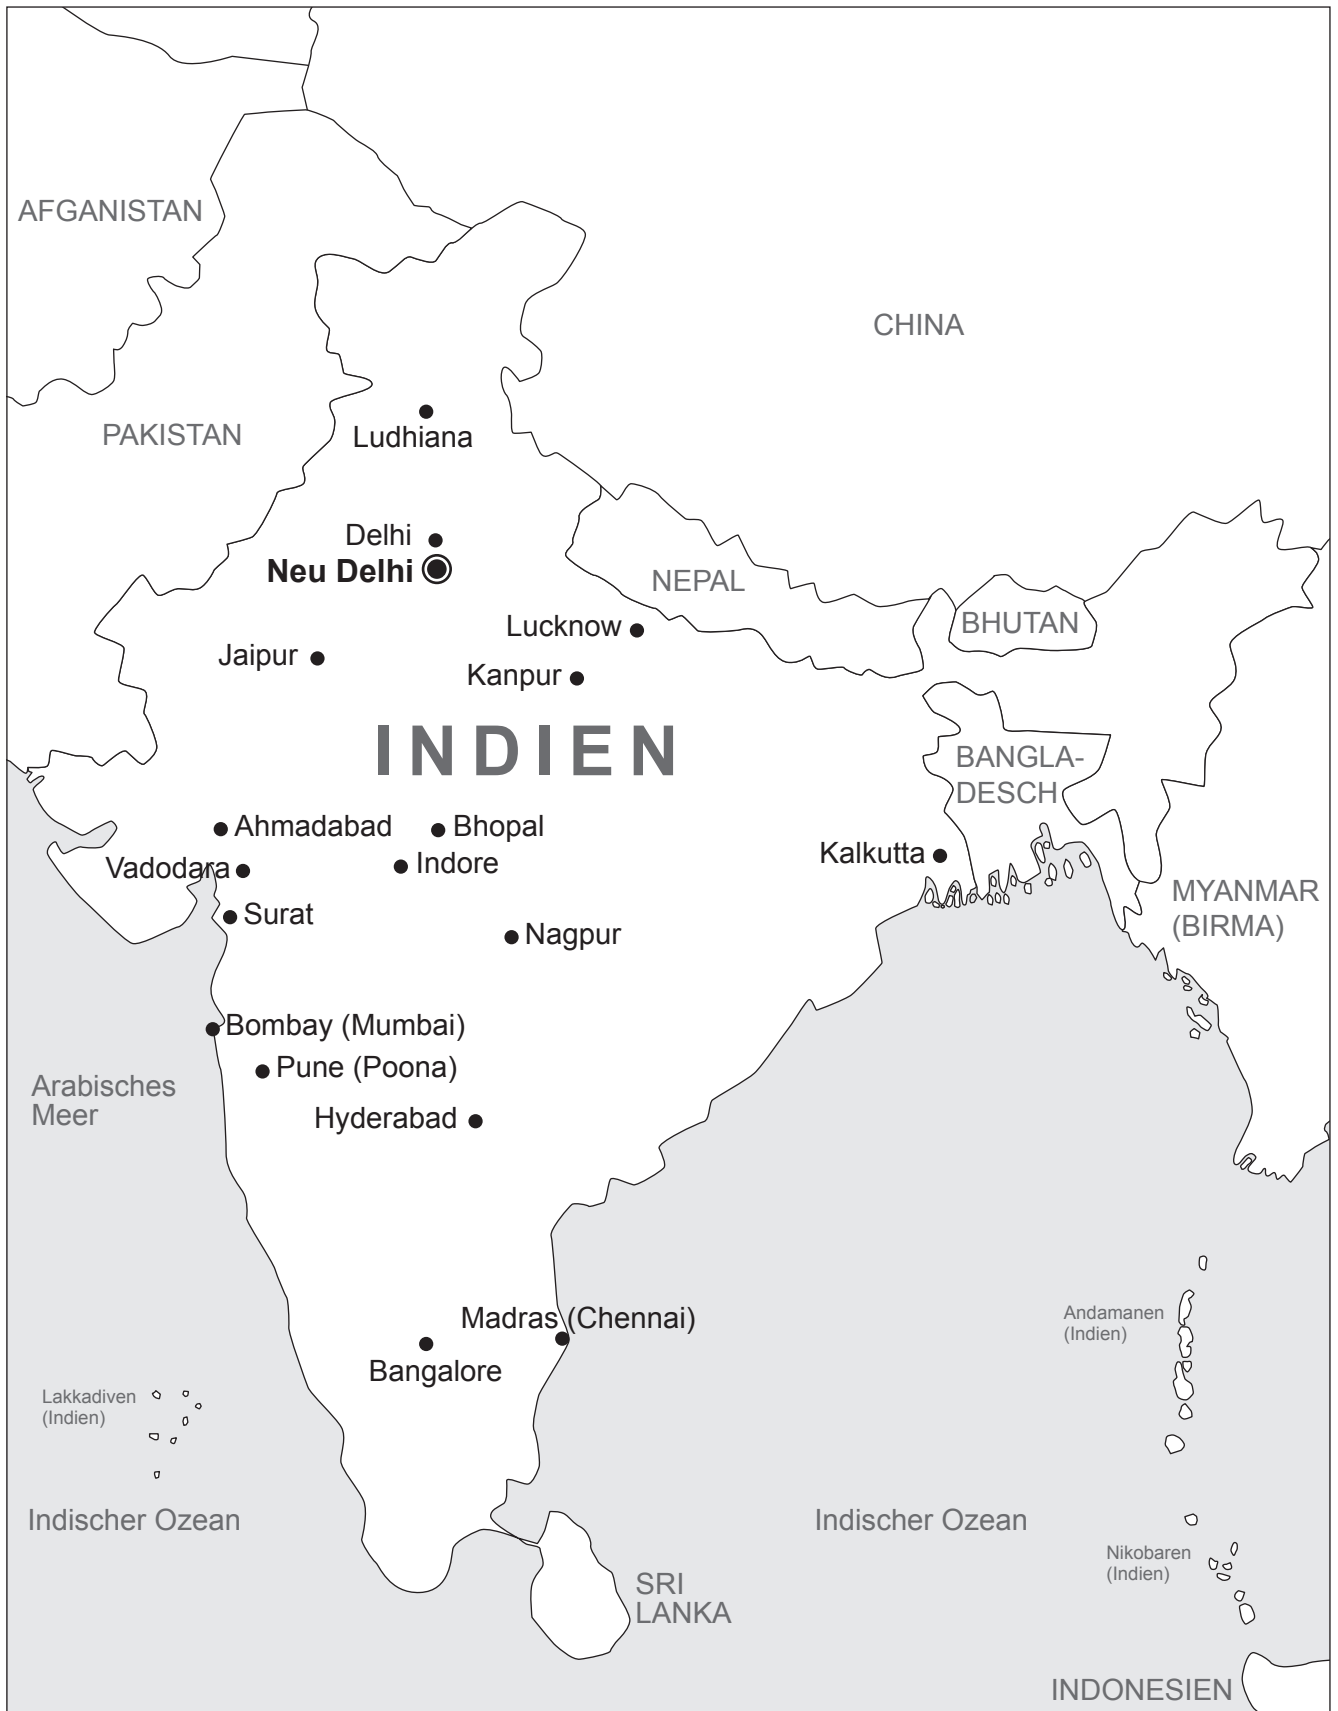 AFGANISTAN
CHINA
PAKISTAN
Ludhiana
Delhi
Neu Delhi
NEPAL
BHUTAN
Lucknow
Jaipur
Kanpur
INDIEN
BANGLA-
DESCH
Ahmadabad
Bhopal
Kalkutta
Vadodara
Indore
MYANMAR
(BIRMA)
Surat
Nagpur
Bombay (Mumbai)
Pune (Poona)
Arabisches
Meer
Hyderabad
Madras (Chennai)
Andamanen
(Indien)
Bangalore
Lakkadiven
(Indien)
Indischer Ozean
Indischer Ozean
Nikobaren
(Indien)
SRI
LANKA
INDONESIEN